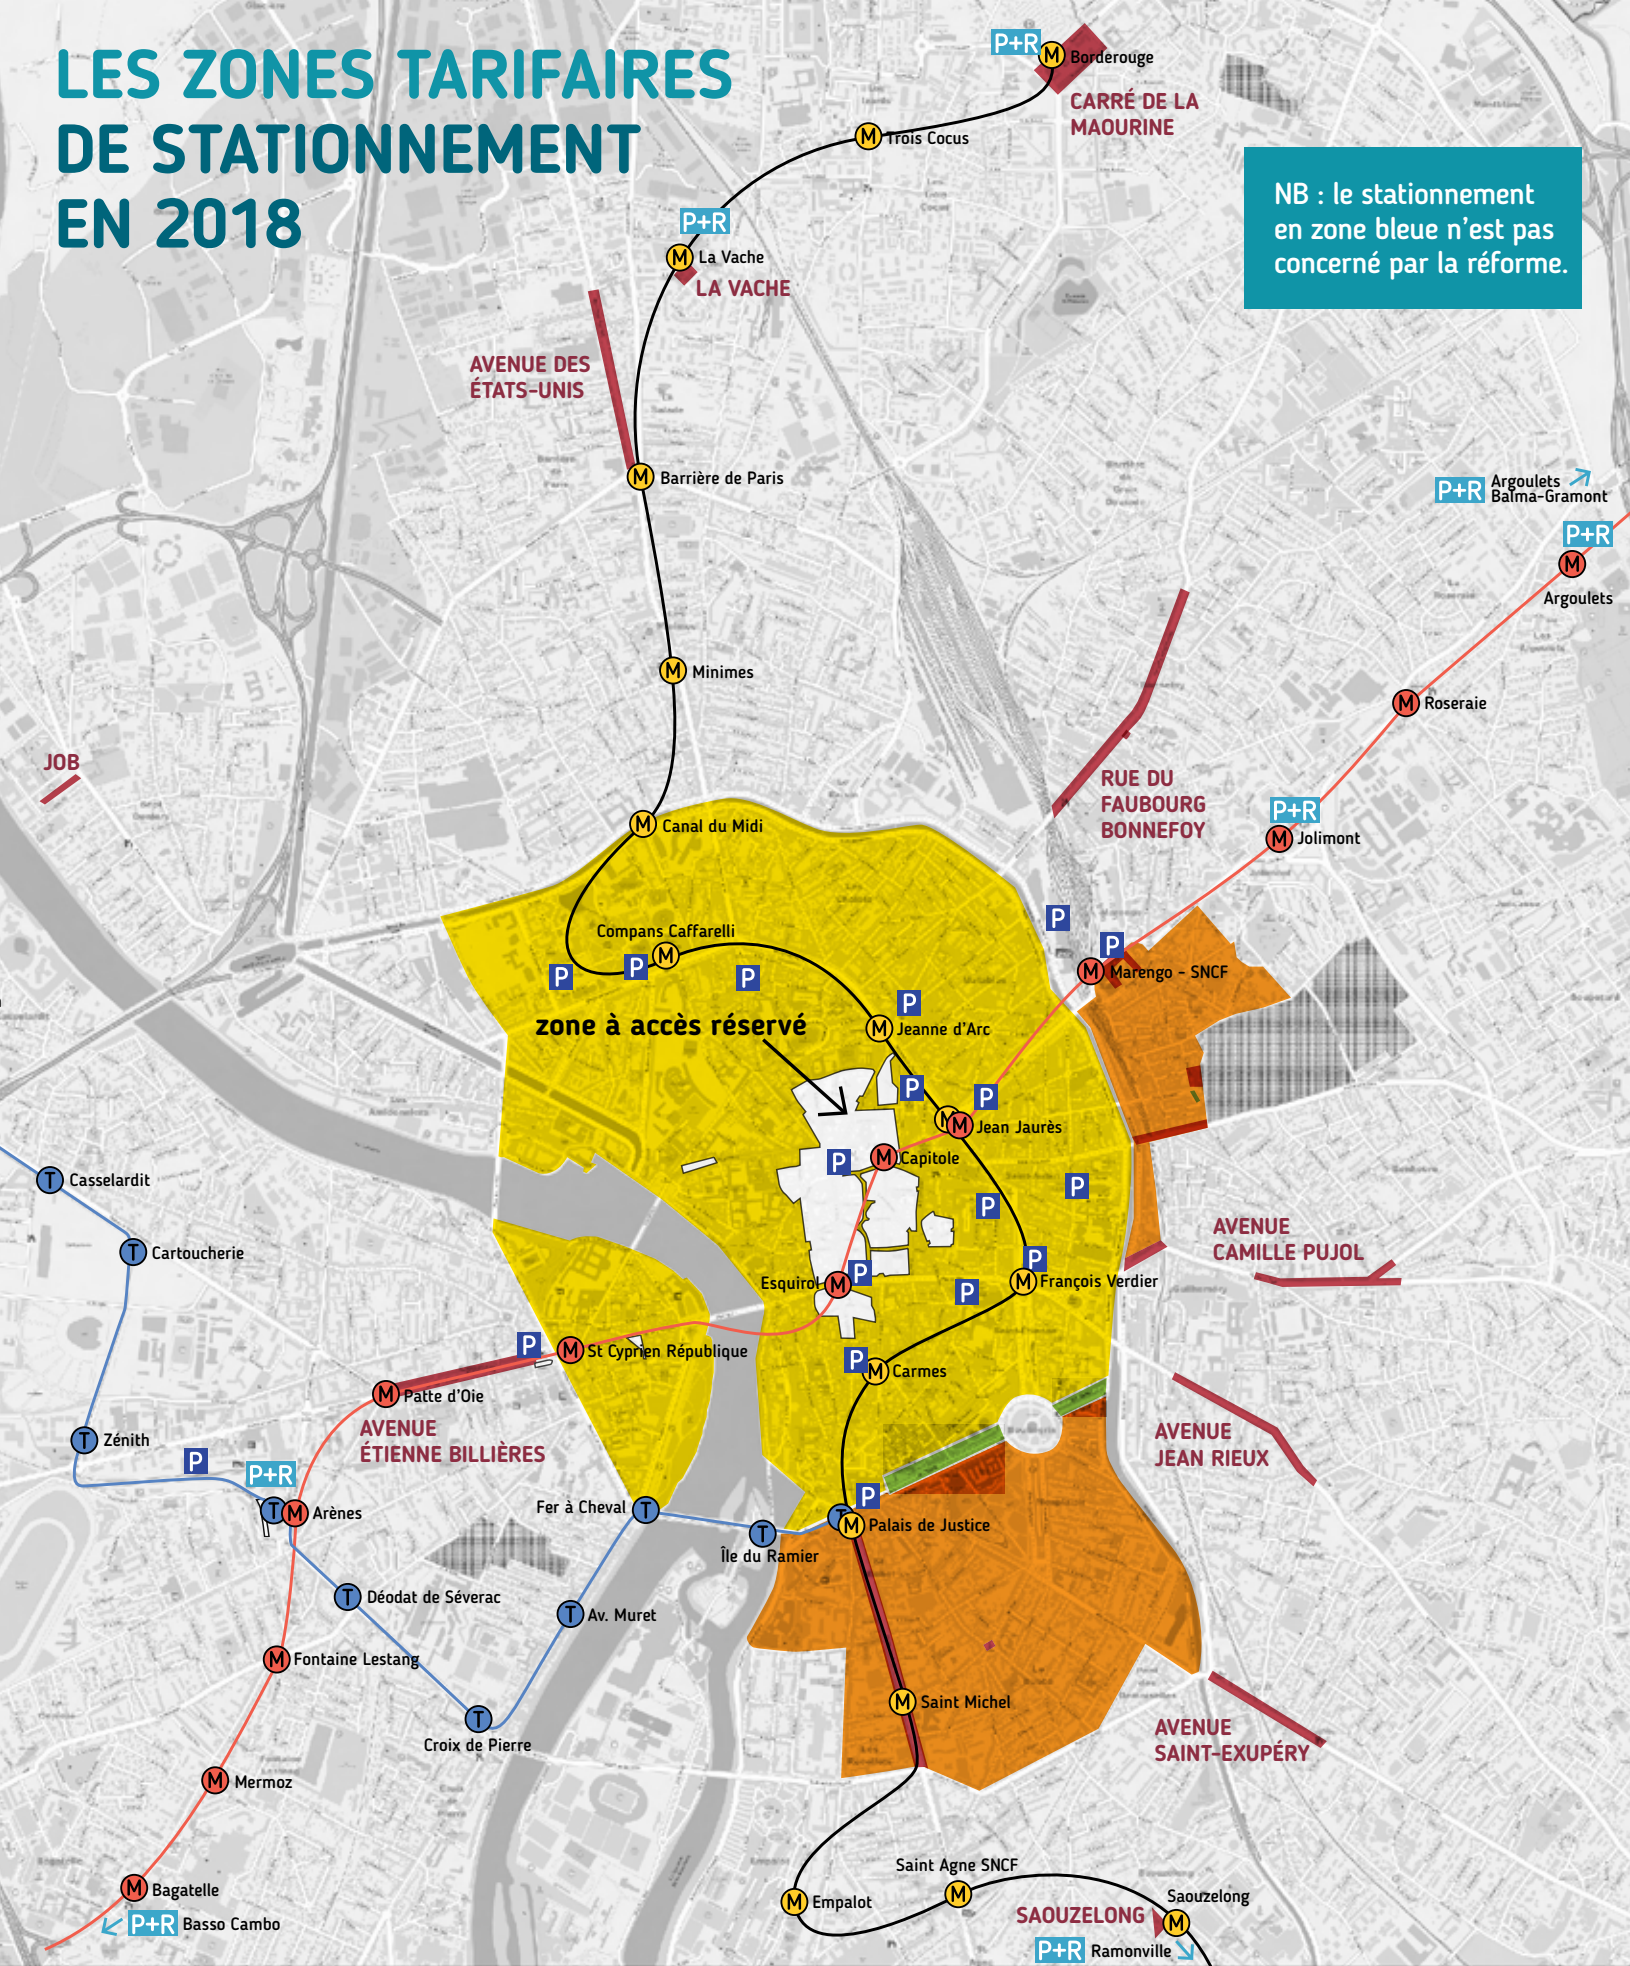 LES ZONES TARIFAIRES
DE STATIONNEMENT
EN 2018
P+R
M
Borderouge
CARRÉ DE LA
MAOURINE
M
Trois Cocus
NB : le stationnement
en zone bleue n'est pas
concerné par la réforme.
P+R
M
La Vache
LA VACHE
AVENUE DES
ÉTATS-UNIS
M
Barrière de Paris
P+R
Argoulets
Balma-Gramont
P+R
M
Argoulets
M
Minimes
M
Roseraie
JOB
RUE DU
FAUBOURG
BONNEFOY
P+R
M
Jolimont
M
Canal du Midi
P
P
M
Marengo - SNCF
Compans Caffarelli
M
P
P
P
P
zone à accès réservé
M
Jeanne d'Arc
P
P
M
M
Jean Jaurès
P
M
Capitole
P
P
T
Casselardit
T
Cartoucherie
AVENUE
CAMILLE PUJOL
Esquirol
M
P
P
P
M
François Verdier
P
M
St Cyprien République
P
M
Carmes
M
Patte d'Oie
AVENUE
ÉTIENNE BILLIÈRES
AVENUE
JEAN RIEUX
T
Zénith
P
P+R
T
M
Arènes
Fer à Cheval
T
T
Île du Ramier
P
T
M
Palais de Justice
T
Déodat de Séverac
T
Av. Muret
M
Fontaine Lestang
T
Croix de Pierre
M
Saint Michel
AVENUE
SAINT-EXUPÉRY
M
Mermoz
M
Bagatelle
P+R
Basso Cambo
M
Empalot
Saint Agne SNCF
M
Saouzelong
SAOUZELONG
M
P+R
Ramonville